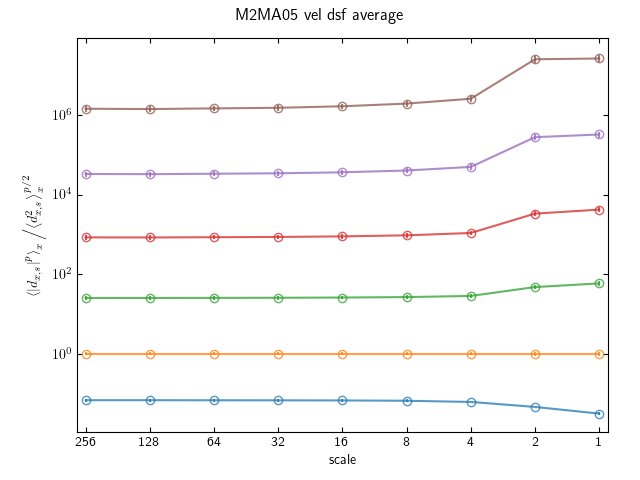 M2MA05 vel dsf average
⟨|d_{x,s}|^p⟩_x / ⟨d_{x,s}^2⟩_x^{p/2}
10^6
10^4
10^2
10^0
256 128 64 32 16 8 4 2 1
scale